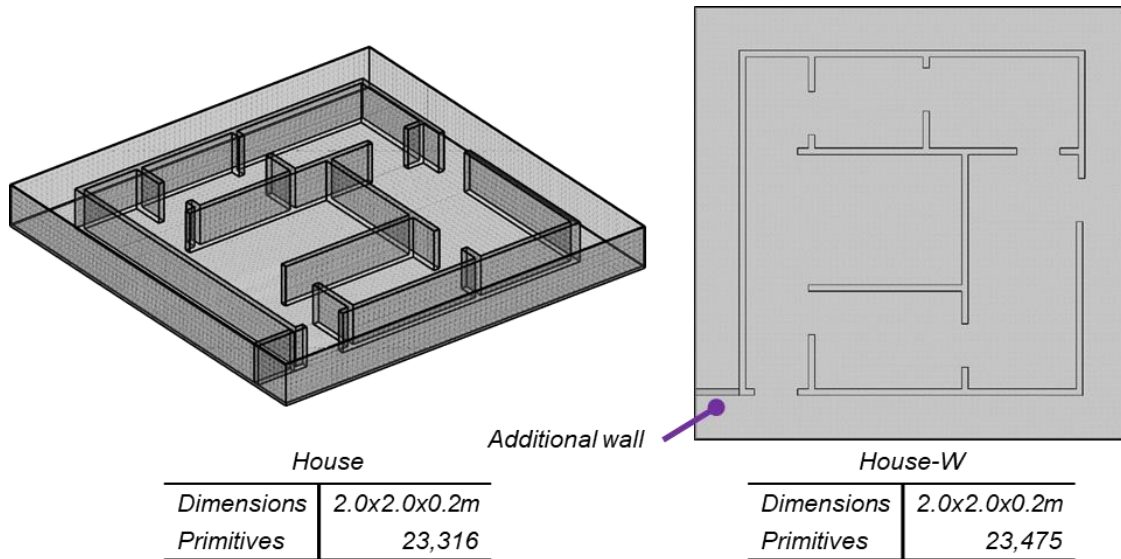 Additional wall
House
Dimensions 2.0x2.0x0.2m
Primitives 23,316
House-W
Dimensions 2.0x2.0x0.2m
Primitives 23,475